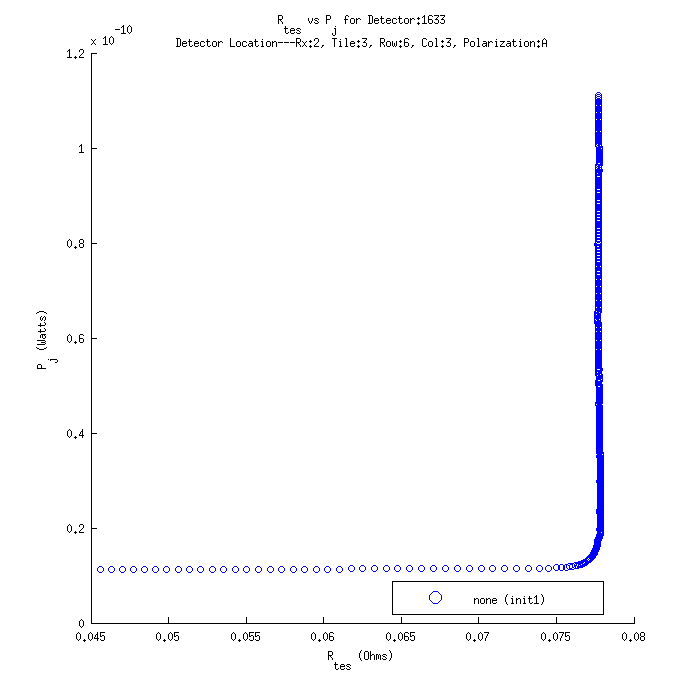 R_tes vs P_j for Detector:1633
Detector Location---Rx:2, Tile:3, Row:6, Col:3, Polarization:A
x 10^-10
1.2
1
0.8
0.6
0.4
0.2
0
P_j (Watts)
none (init1)
0.045 0.05 0.055 0.06 0.065 0.07 0.075 0.08
R_tes (Ohms)